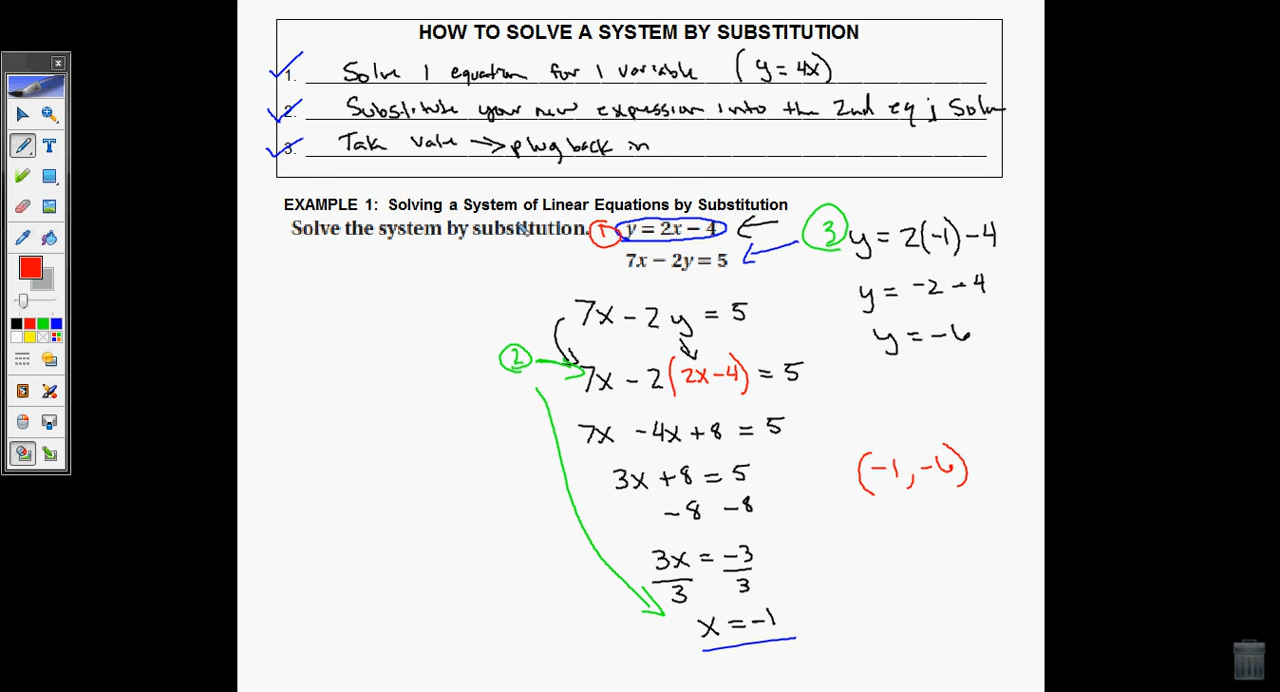 HOW TO SOLVE A SYSTEM BY SUBSTITUTION
1. Solve 1 equation for 1 variable (y = 4x)
2. Substitute your new expression into the 2nd eq ; Solve
3. Take value → plug back in
EXAMPLE 1: Solving a System of Linear Equations by Substitution
Solve the system by substitution. 1 y = 2x − 4
7x − 2y = 5
7x − 2y = 5
2 7x − 2(2x − 4) = 5
7x − 4x + 8 = 5
3x + 8 = 5
− 8 − 8
3x = −3
3 3
x = −1
3 y = 2(−1) − 4
y = −2 − 4
y = −6
(−1, −6)
T